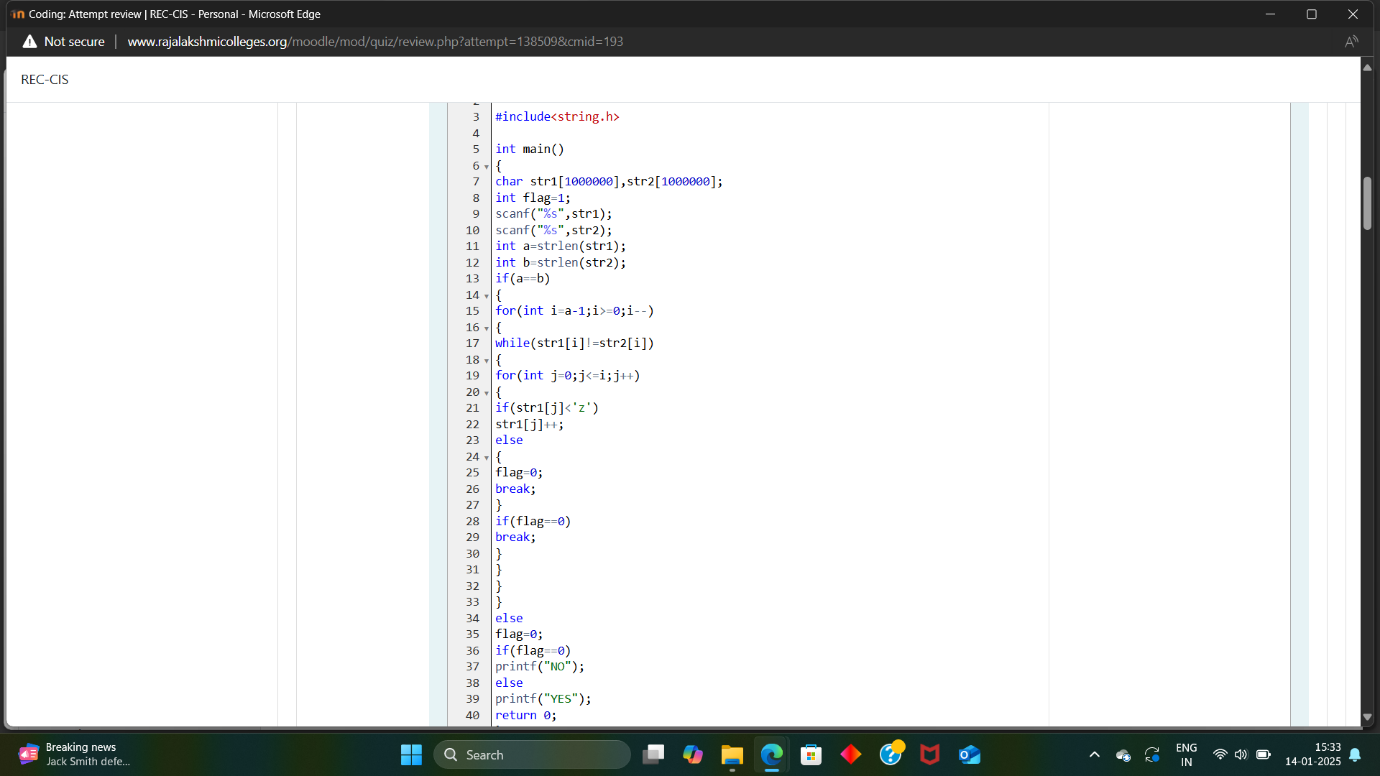 Coding: Attempt review | REC-CIS - Personal - Microsoft Edge
Not secure | www.rajalakshmicolleges.org/moodle/mod/quiz/review.php?attempt=138509&cmid=193
REC-CIS
3 #include<string.h>
4
5 int main()
6 {
7 char str1[1000000],str2[1000000];
8 int flag=1;
9 scanf("%s",str1);
10 scanf("%s",str2);
11 int a=strlen(str1);
12 int b=strlen(str2);
13 if(a==b)
14 {
15 for(int i=a-1;i>=0;i--)
16 {
17 while(str1[i]!=str2[i])
18 {
19 for(int j=0;j<=i;j++)
20 {
21 if(str1[j]<'z')
22 str1[j]++;
23 else
24 {
25 flag=0;
26 break;
27 }
28 if(flag==0)
29 break;
30 }
31 }
32 }
33 }
34 else
35 flag=0;
36 if(flag==0)
37 printf("NO");
38 else
39 printf("YES");
40 return 0;
Breaking news
Jack Smith defe...
Search
ENG
IN
15:33
14-01-2025